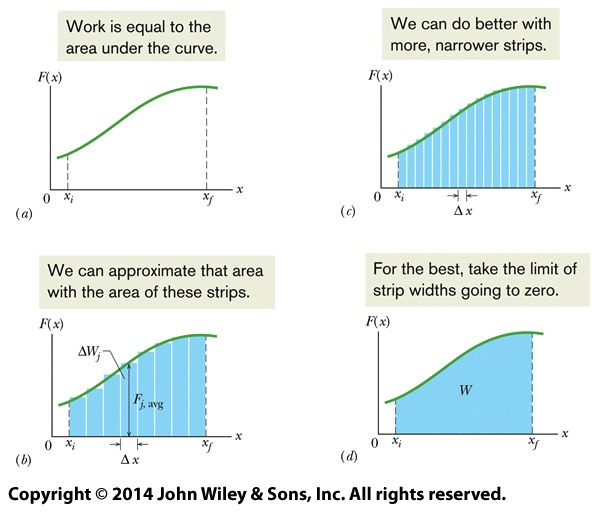 Work is equal to the
area under the curve.
F(x)
0
x_i
x_f
x
(a)
We can approximate that area
with the area of these strips.
F(x)
ΔW_j
F_j, avg
0
x_i
x_f
x
Δx
(b)
We can do better with
more, narrower strips.
F(x)
0
x_i
x_f
x
Δx
(c)
For the best, take the limit of
strip widths going to zero.
F(x)
W
0
x_i
x_f
x
(d)
Copyright © 2014 John Wiley & Sons, Inc. All rights reserved.